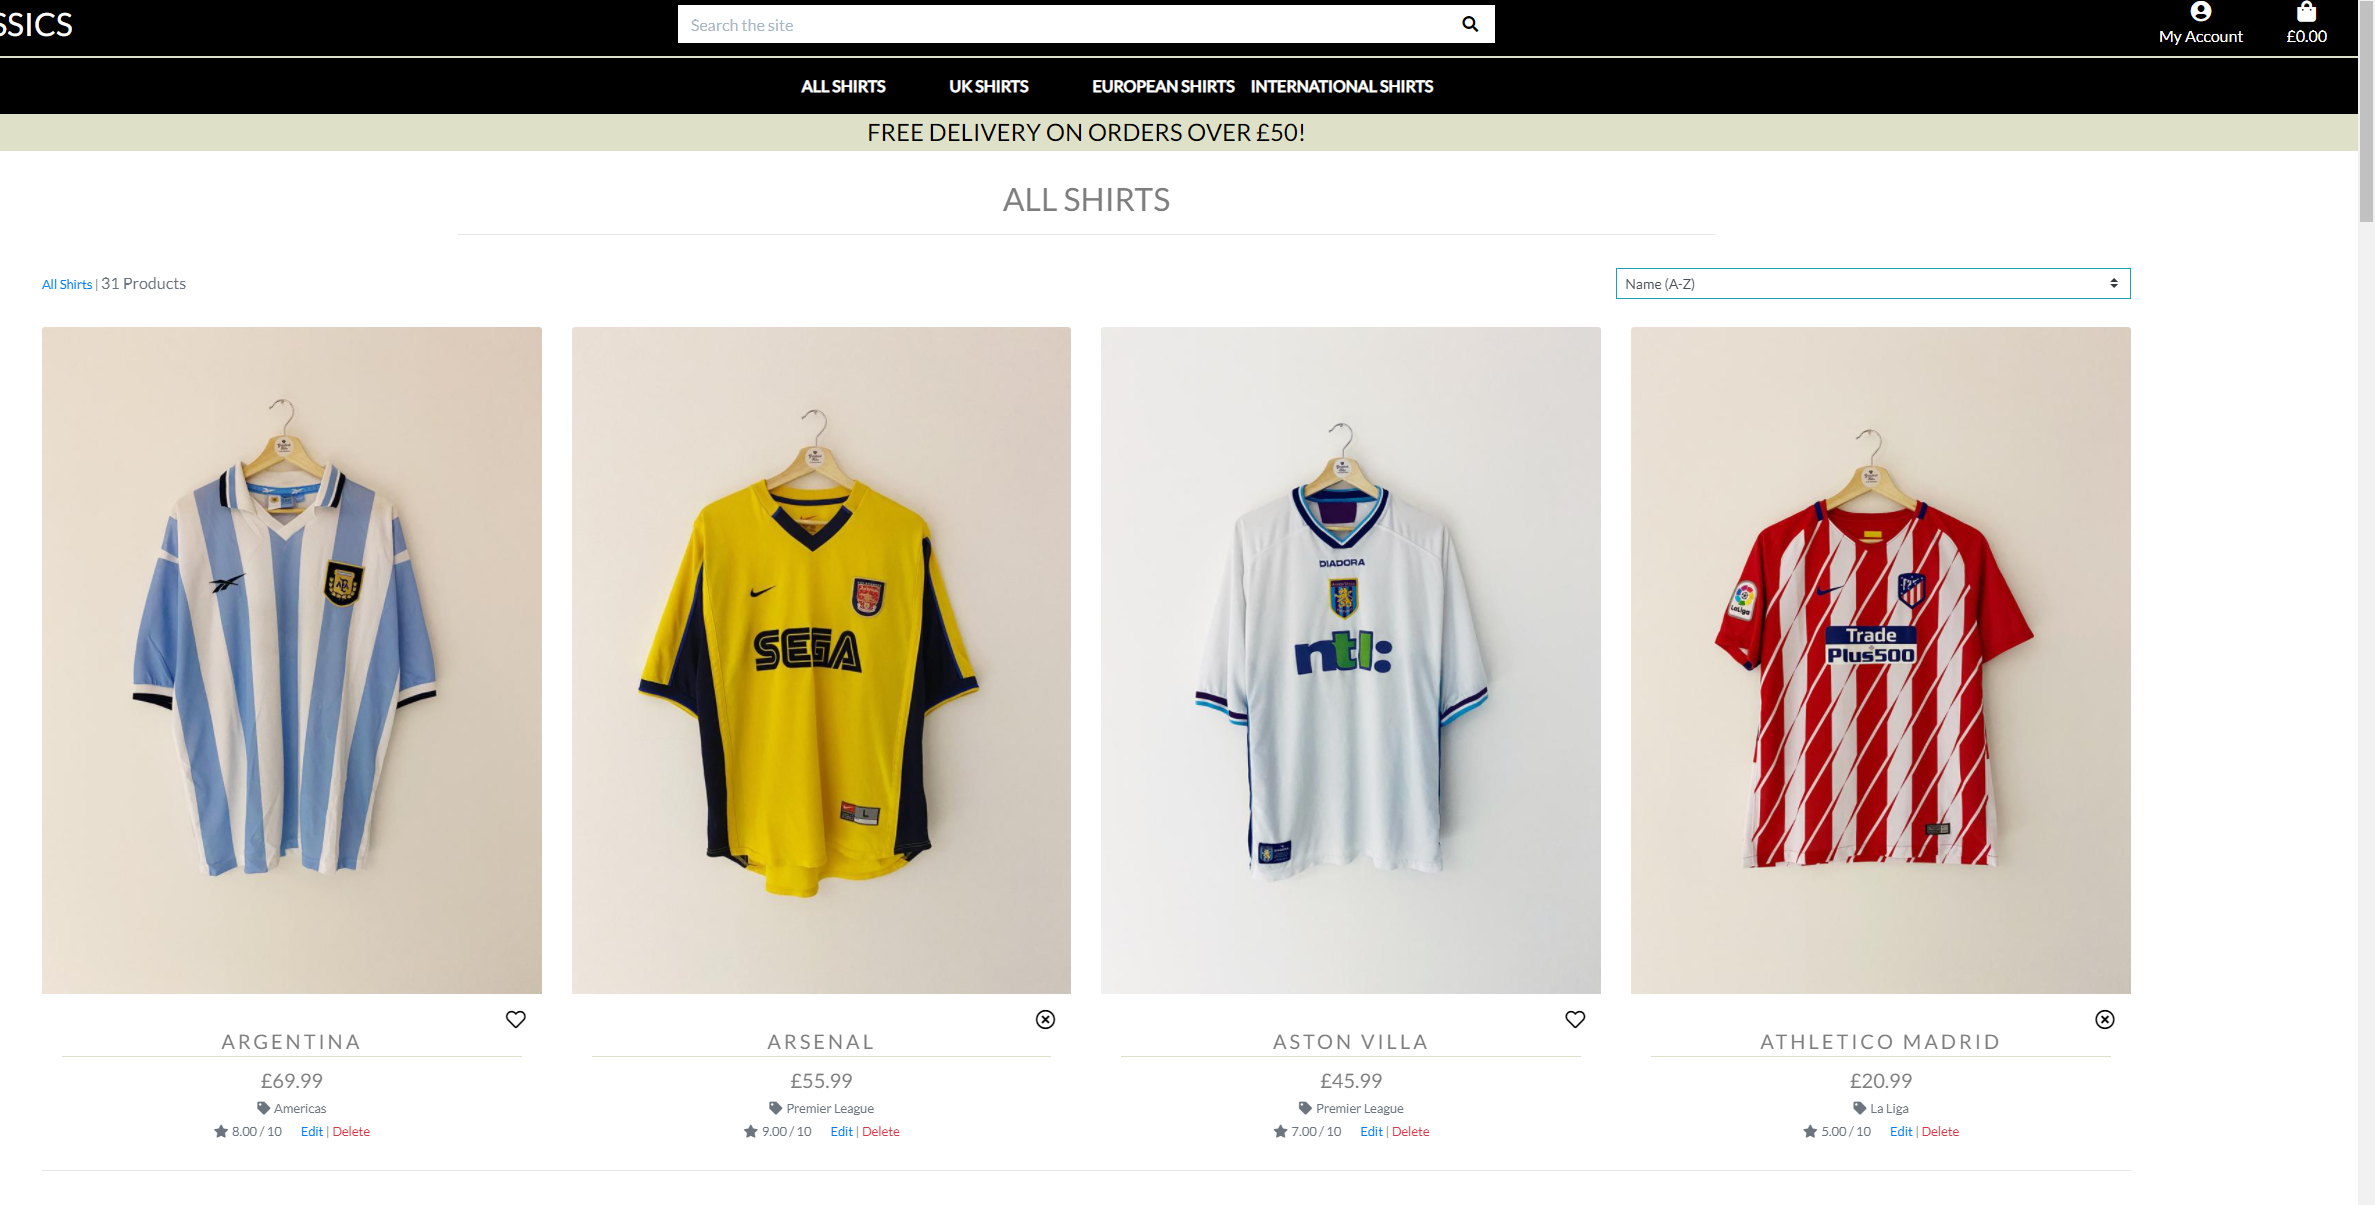 SSICS
Search the site
My Account
£0.00
ALL SHIRTS
UK SHIRTS
EUROPEAN SHIRTS
INTERNATIONAL SHIRTS
FREE DELIVERY ON ORDERS OVER £50!
ALL SHIRTS
All Shirts | 31 Products
Name (A-Z)
SEGA
L
DIADORA
ntl:
LaLiga
Trade
Plus500
ARGENTINA
£69.99
Americas
8.00 / 10 Edit | Delete
ARSENAL
£55.99
Premier League
9.00 / 10 Edit | Delete
ASTON VILLA
£45.99
Premier League
7.00 / 10 Edit | Delete
ATHLETICO MADRID
£20.99
La Liga
5.00 / 10 Edit | Delete